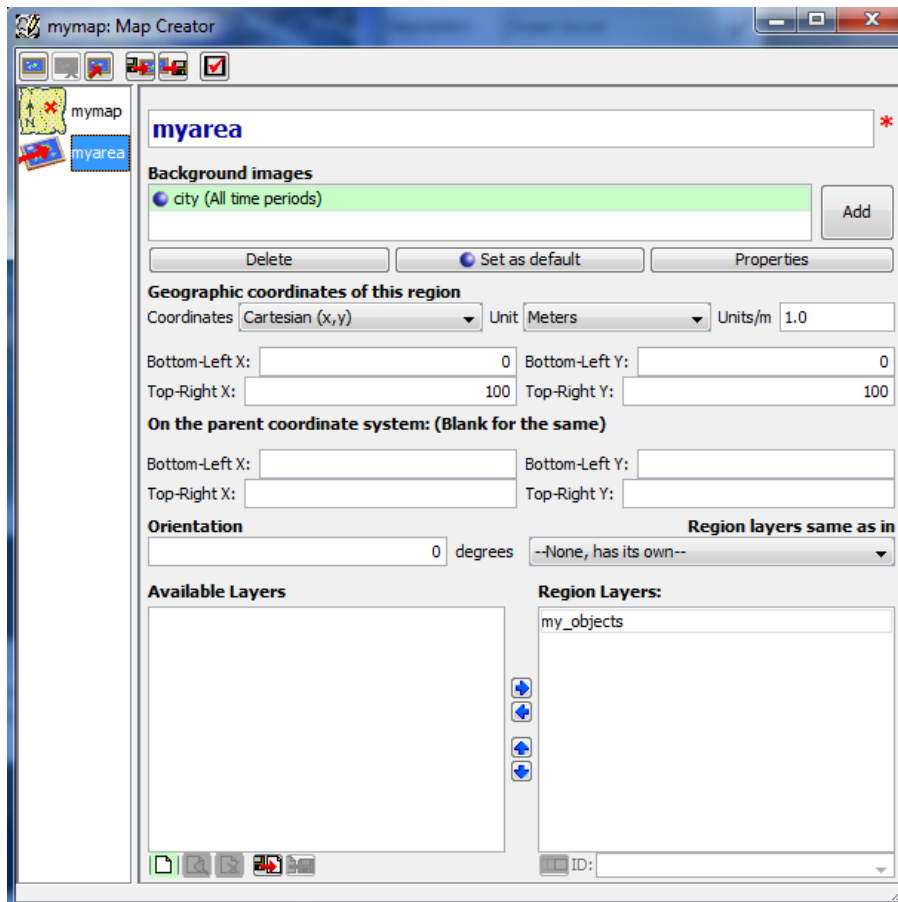 mymap: Map Creator
mymap
myarea
myarea *
Background images
city (All time periods)
Add
Delete Set as default Properties
Geographic coordinates of this region
Coordinates Cartesian (x,y) Unit Meters Units/m 1.0
Bottom-Left X: 0 Bottom-Left Y: 0
Top-Right X: 100 Top-Right Y: 100
On the parent coordinate system: (Blank for the same)
Bottom-Left X: Bottom-Left Y:
Top-Right X: Top-Right Y:
Orientation Region layers same as in
0 degrees --None, has its own--
Available Layers Region Layers:
my_objects
ID: